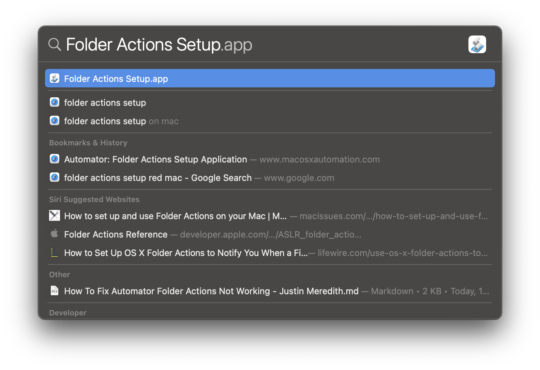 Folder Actions Setup.app
Folder Actions Setup.app
folder actions setup
folder actions setup on mac
Bookmarks & History
Automator: Folder Actions Setup Application — www.macosxautomation.com
folder actions setup red mac - Google Search — www.google.com
Siri Suggested Websites
How to set up and use Folder Actions on your Mac | M... — macissues.com/.../how-to-set-up-and-use-f...
Folder Actions Reference — developer.apple.com/.../ASLR_folder_actio...
How to Set Up OS X Folder Actions to Notify You When a Fi... — lifewire.com/use-os-x-folder-actions-to...
Other
How To Fix Automator Folder Actions Not Working - Justin Meredith.md — Markdown • 2 KB • Today, 1...
Developer